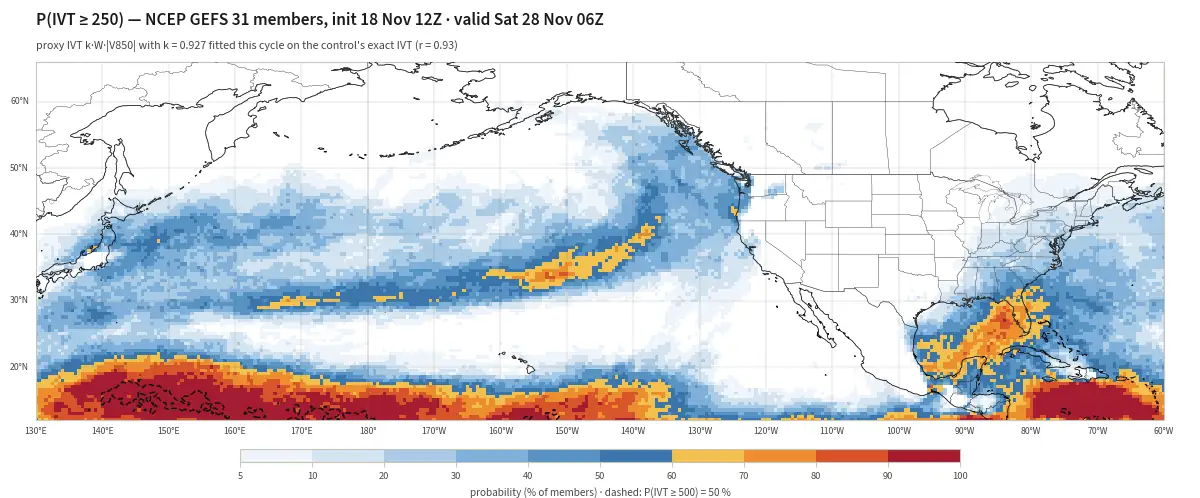 P(IVT ≥ 250) — NCEP GEFS 31 members, init 18 Nov 12Z · valid Sat 28 Nov 06Z
proxy IVT k·W·|V850| with k = 0.927 fitted this cycle on the control's exact IVT (r = 0.93)
60°N
50°N
40°N
30°N
20°N
130°E 140°E 150°E 160°E 170°E 180° 170°W 160°W 150°W 140°W 130°W 120°W 110°W 100°W 90°W 80°W 70°W 60°W
5 10 20 30 40 50 60 70 80 90 100
probability (% of members) · dashed: P(IVT ≥ 500) = 50 %